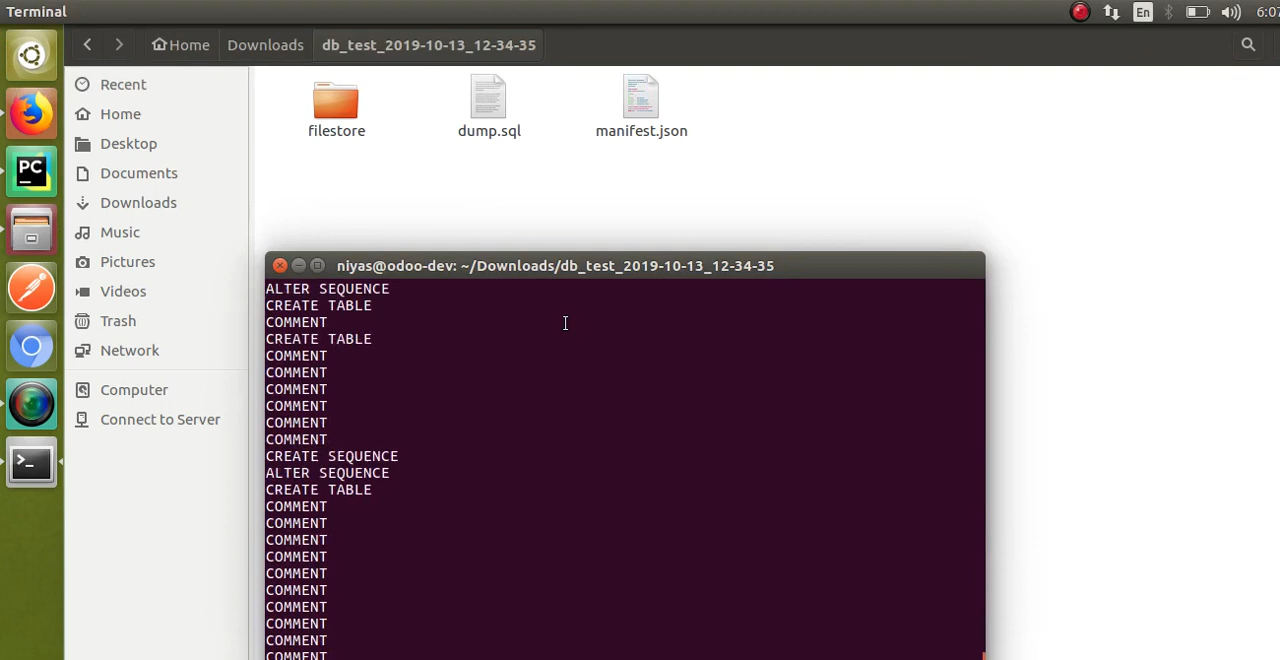 Terminal
En
6:07
Home
Downloads
db_test_2019-10-13_12-34-35
Recent
Home
Desktop
Documents
Downloads
Music
Pictures
Videos
Trash
Network
Computer
Connect to Server
PC
filestore
dump.sql
manifest.json
niyas@odoo-dev: ~/Downloads/db_test_2019-10-13_12-34-35
ALTER SEQUENCE
CREATE TABLE
COMMENT
CREATE TABLE
COMMENT
COMMENT
COMMENT
COMMENT
COMMENT
COMMENT
CREATE SEQUENCE
ALTER SEQUENCE
CREATE TABLE
COMMENT
COMMENT
COMMENT
COMMENT
COMMENT
COMMENT
COMMENT
COMMENT
COMMENT
COMMENT